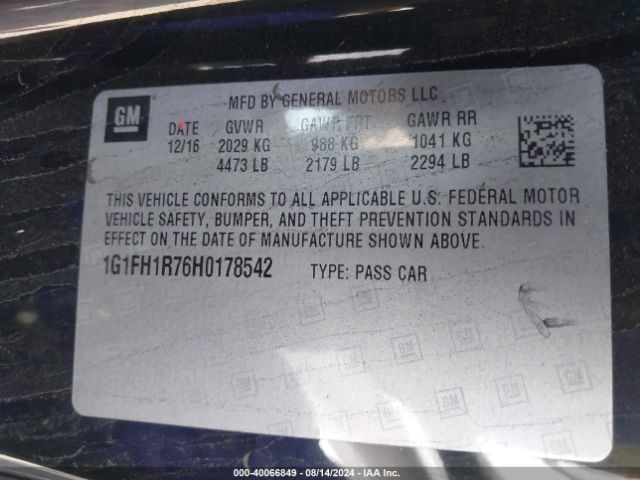 MFD BY GENERAL MOTORS LLC
GM
DATE GVWR GAWR FRT GAWR RR
12/16 2029 KG 988 KG 1041 KG
4473 LB 2179 LB 2294 LB
THIS VEHICLE CONFORMS TO ALL APPLICABLE U.S. FEDERAL MOTOR
VEHICLE SAFETY, BUMPER, AND THEFT PREVENTION STANDARDS IN
EFFECT ON THE DATE OF MANUFACTURE SHOWN ABOVE.
1G1FH1R76H0178542 TYPE: PASS CAR
000-40066849 - 08/14/2024 - IAA Inc.